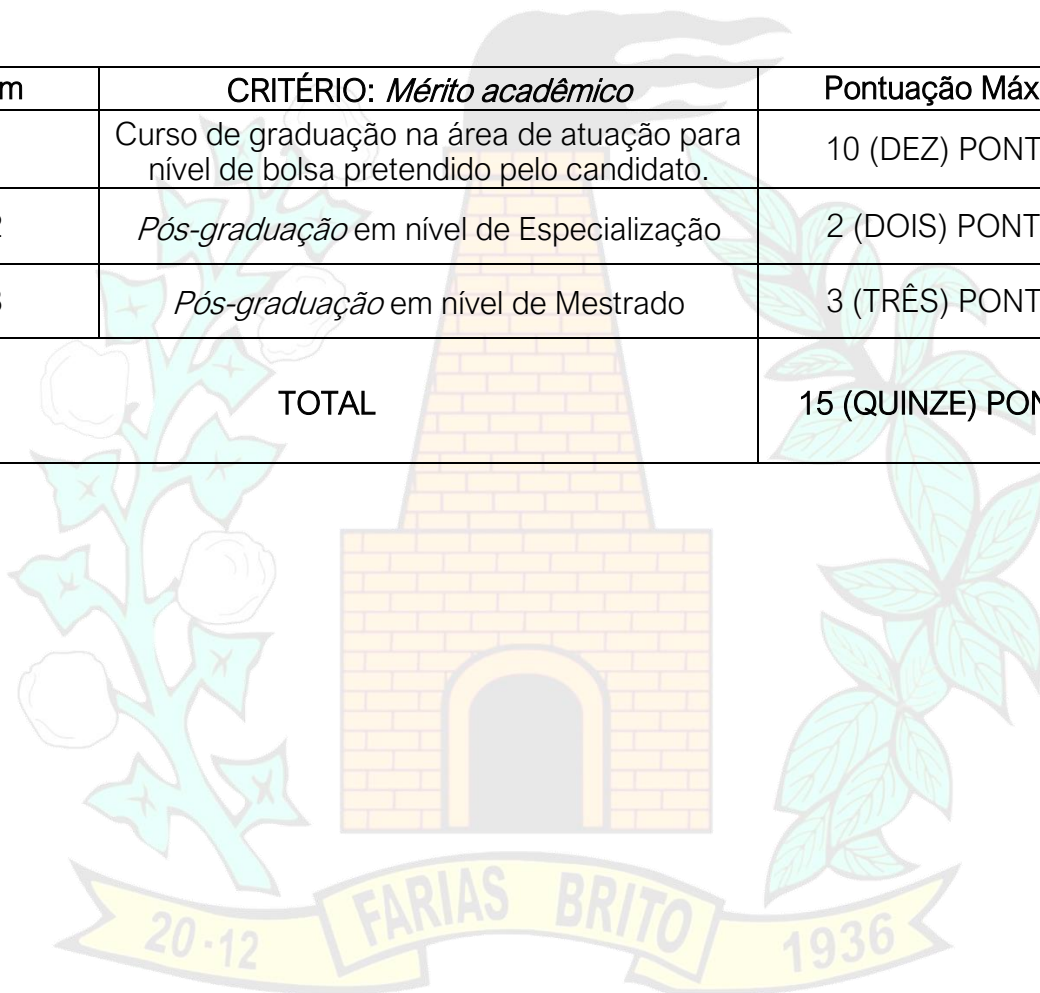 m CRITÉRIO: Mérito acadêmico Pontuação Máx
Curso de graduação na área de atuação para
nível de bolsa pretendido pelo candidato.
10 (DEZ) PONT
2 Pós-graduação em nível de Especialização 2 (DOIS) PONT
3 Pós-graduação em nível de Mestrado 3 (TRÊS) PONT
TOTAL 15 (QUINZE) PON
20-12 FARIAS BRITO 1936